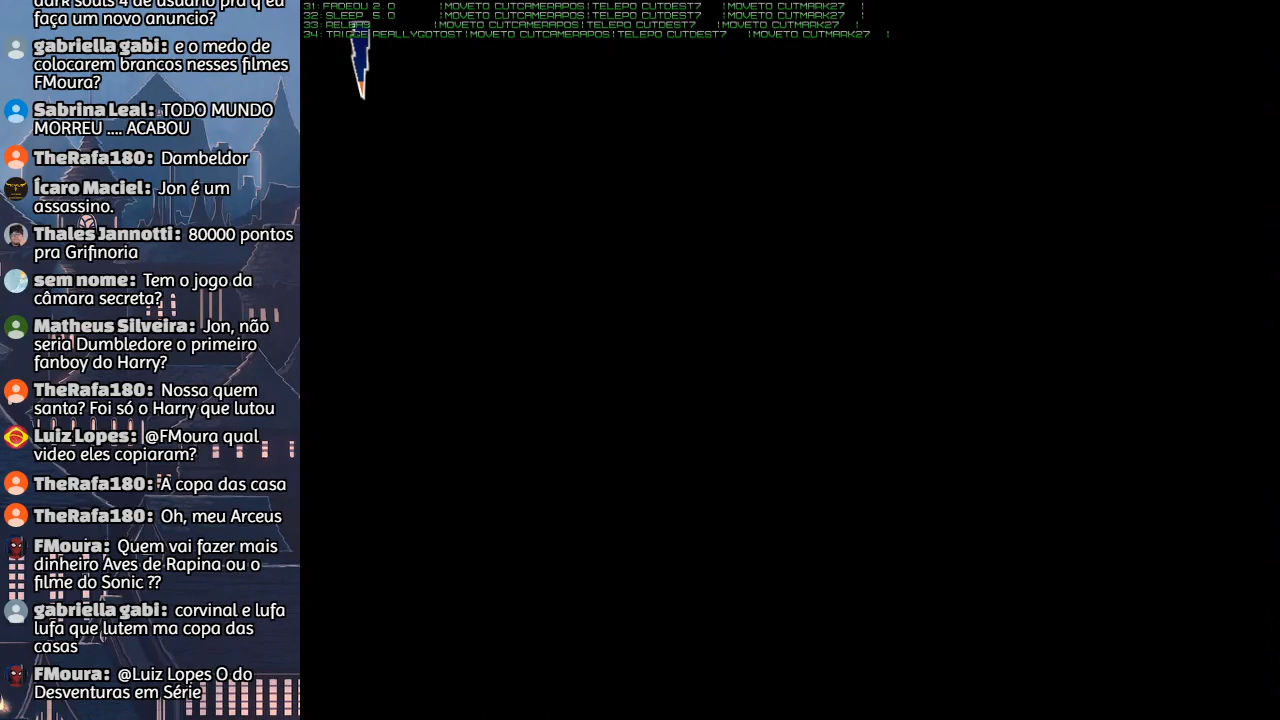 dark souls 4 de usuário pra q eu
faça um novo anuncio?
gabriella gabi: e o medo de
colocarem brancos nesses filmes
FMoura?
Sabrina Leal: TODO MUNDO
MORREU .... ACABOU
TheRafa180: Dambeldor
Ícaro Maciel: Jon é um
assassino.
Thales Jannotti: 80000 pontos
pra Grifinoria
sem nome: Tem o jogo da
câmara secreta?
Matheus Silveira: Jon, não
seria Dumbledore o primeiro
fanboy do Harry?
TheRafa180: Nossa quem
santa? Foi só o Harry que lutou
Luiz Lopes: @FMoura qual
video eles copiaram?
TheRafa180: A copa das casa
TheRafa180: Oh, meu Arceus
FMoura: Quem vai fazer mais
dinheiro Aves de Rapina ou o
filme do Sonic ??
gabriella gabi: corvinal e lufa
lufa que lutem ma copa das
casas
FMoura: @Luiz Lopes O do
Desventuras em Série
31: FADEOU 2 0 |MOVETO CUTCAMERAPOS|TELEPO CUTDEST7 |MOVETO CUTMARK27 |
32: SLEEP 5.0 |MOVETO CUTCAMERAPOS|TELEPO CUTDEST7 |MOVETO CUTMARK27 |
33: |MOVETO CUTCAMERAPOS|TELEPO CUTDEST7 |MOVETO CUTMARK27 |
34: |MOVETO CUTCAMERAPOS|TELEPO CUTDEST7 |MOVETO CUTMARK27 |